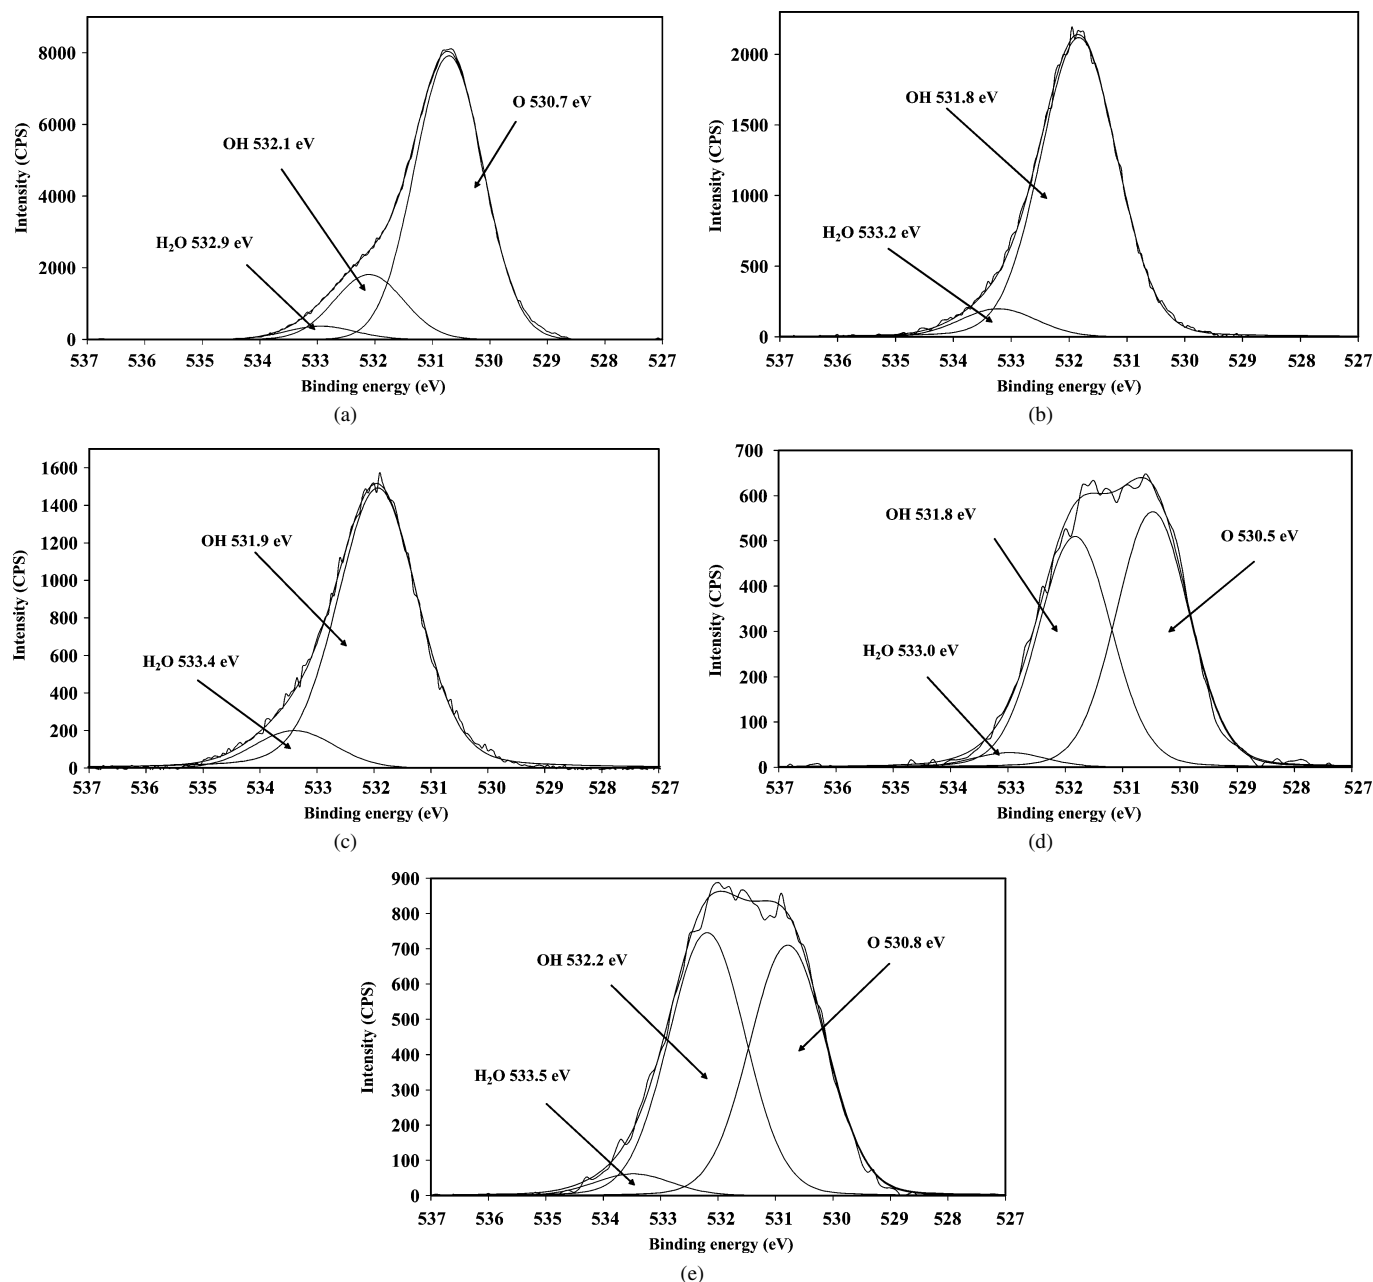 8000
6000
4000
2000
0
Intensity (CPS)
O 530.7 eV
OH 532.1 eV
H₂O 532.9 eV
537 536 535 534 533 532 531 530 529 528 527
Binding energy (eV)
(a)
2000
1500
1000
500
0
Intensity (CPS)
OH 531.8 eV
H₂O 533.2 eV
537 536 535 534 533 532 531 530 529 528 527
Binding energy (eV)
(b)
1600
1400
1200
1000
800
600
400
200
0
Intensity (CPS)
OH 531.9 eV
H₂O 533.4 eV
537 536 535 534 533 532 531 530 529 528 527
Binding energy (eV)
(c)
700
600
500
400
300
200
100
0
Intensity (CPS)
OH 531.8 eV
O 530.5 eV
H₂O 533.0 eV
537 536 535 534 533 532 531 530 529 528 527
Binding energy (eV)
(d)
900
800
700
600
500
400
300
200
100
0
Intensity (CPS)
O 530.8 eV
OH 532.2 eV
H₂O 533.5 eV
537 536 535 534 533 532 531 530 529 528 527
Binding energy (eV)
(e)